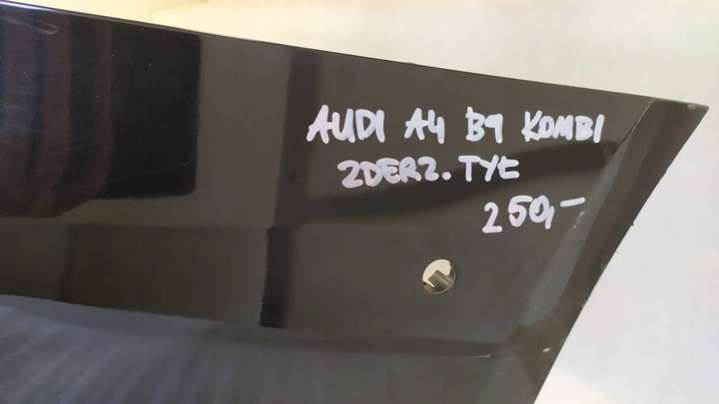 AUDI A4 B9 KOMBI
ZDERZ. TYŁ
250,-